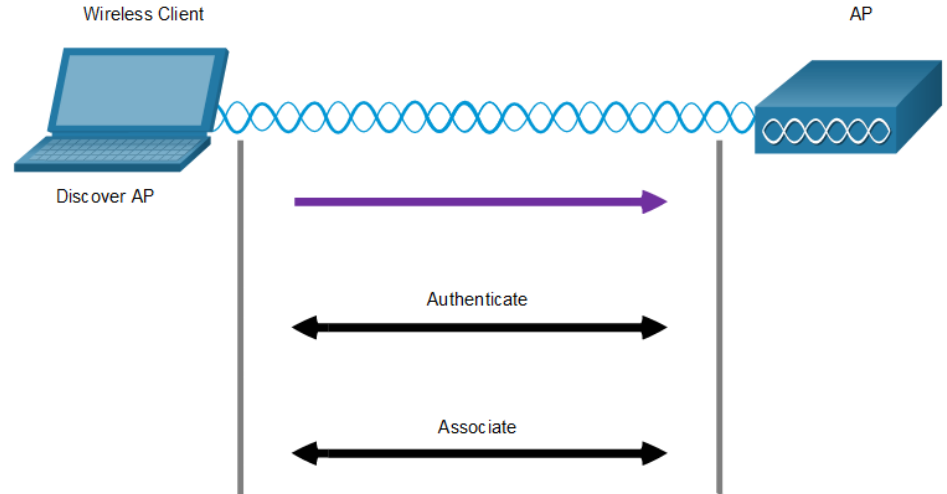 Wireless Client
AP
Discover AP
Authenticate
Associate